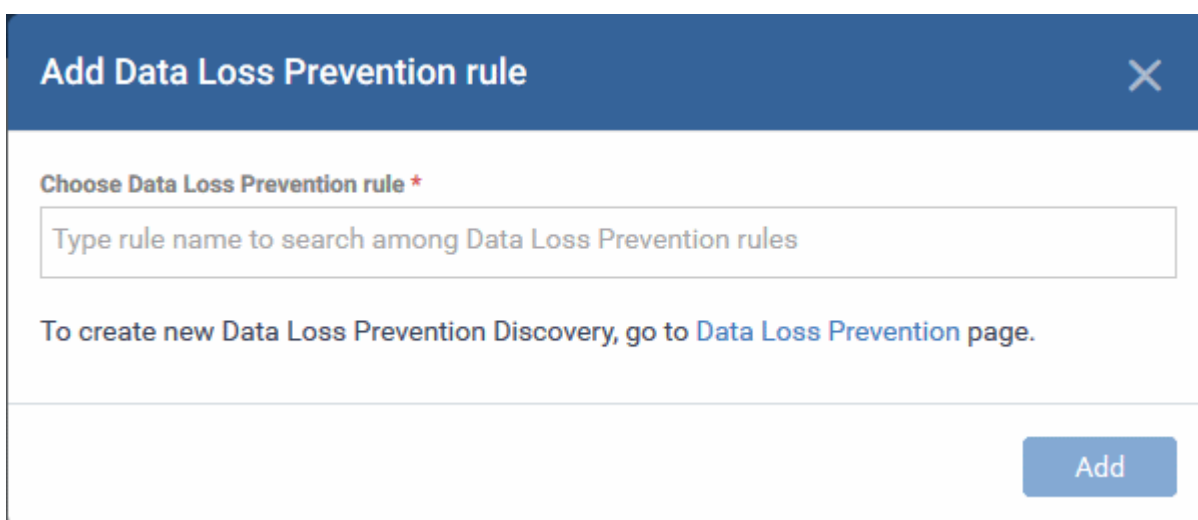 Add Data Loss Prevention rule
Choose Data Loss Prevention rule *
Type rule name to search among Data Loss Prevention rules
To create new Data Loss Prevention Discovery, go to Data Loss Prevention page.
Add